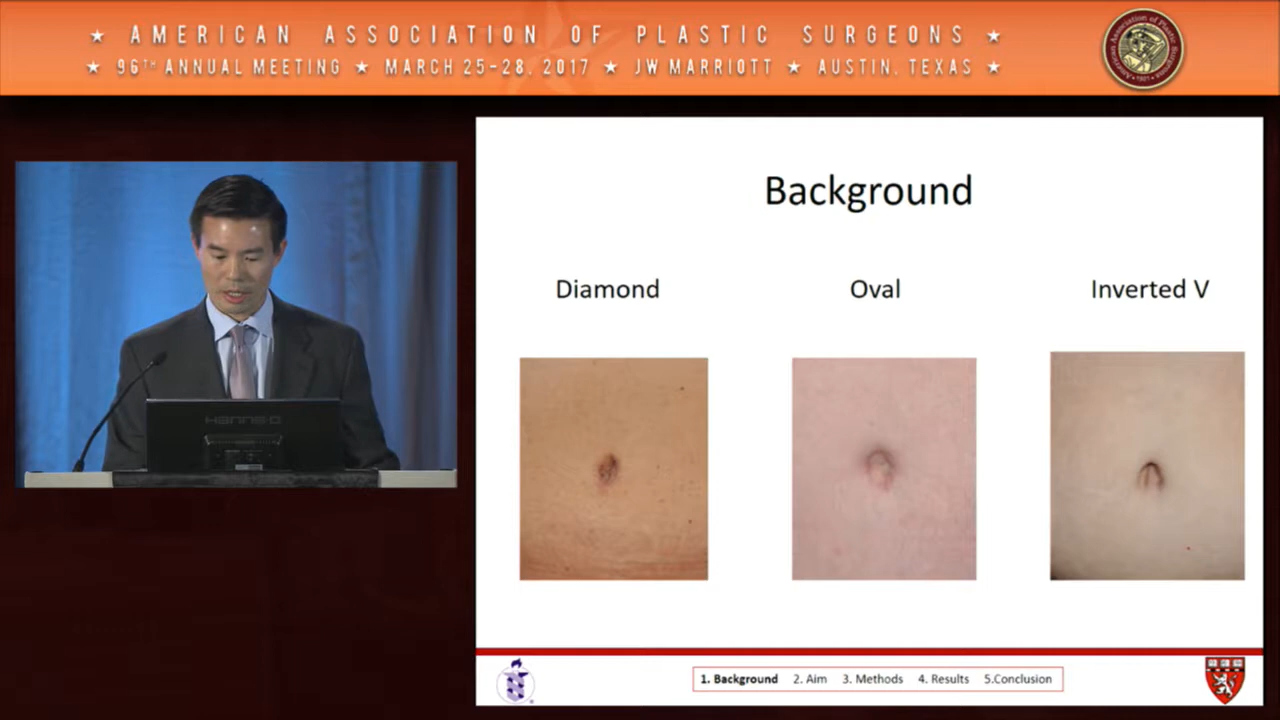 ★ AMERICAN ASSOCIATION OF PLASTIC SURGEONS ★
★ 96TH ANNUAL MEETING ★ MARCH 25-28, 2017 ★ JW MARRIOTT ★ AUSTIN, TEXAS ★
Background
Diamond Oval Inverted V
1. Background 2. Aim 3. Methods 4. Results 5.Conclusion